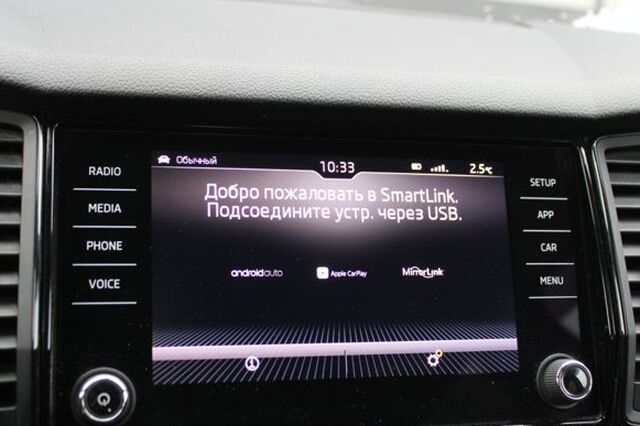 Обычный 10:33 2.5°C
RADIO
MEDIA
PHONE
VOICE
Добро пожаловать в SmartLink.
Подсоедините устр. через USB.
androidauto Apple CarPlay MirrorLink
SETUP
APP
CAR
MENU